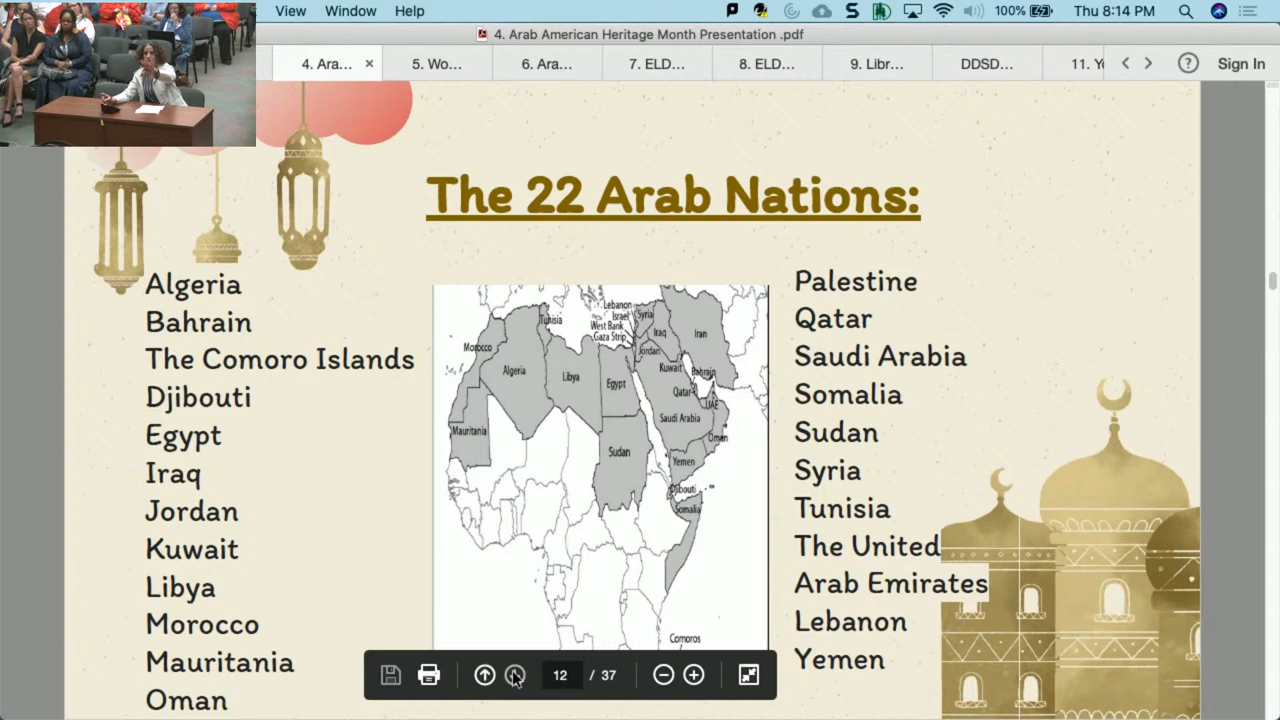 View Window Help
100% Thu 8:14 PM
4. Arab American Heritage Month Presentation .pdf
4. Ara... × 5. Wo... 6. Ara... 7. ELD... 8. ELD... 9. Libr... DDSD... 11. Y
? Sign In
The 22 Arab Nations:
Algeria
Bahrain
The Comoro Islands
Djibouti
Egypt
Iraq
Jordan
Kuwait
Libya
Morocco
Mauritania
Oman
Lebanon
Syria
Israel
Tunisia
West Bank
Gaza Strip
Iraq
Iran
Morocco
Jordan
Algeria
Libya
Egypt
Kuwait
Bahrain
Qatar
UAE
Saudi Arabia
Mauritania
Oman
Sudan
Yemen
Djibouti
Somalia
Comoros
Palestine
Qatar
Saudi Arabia
Somalia
Sudan
Syria
Tunisia
The United
Arab Emirates
Lebanon
Yemen
12 / 37